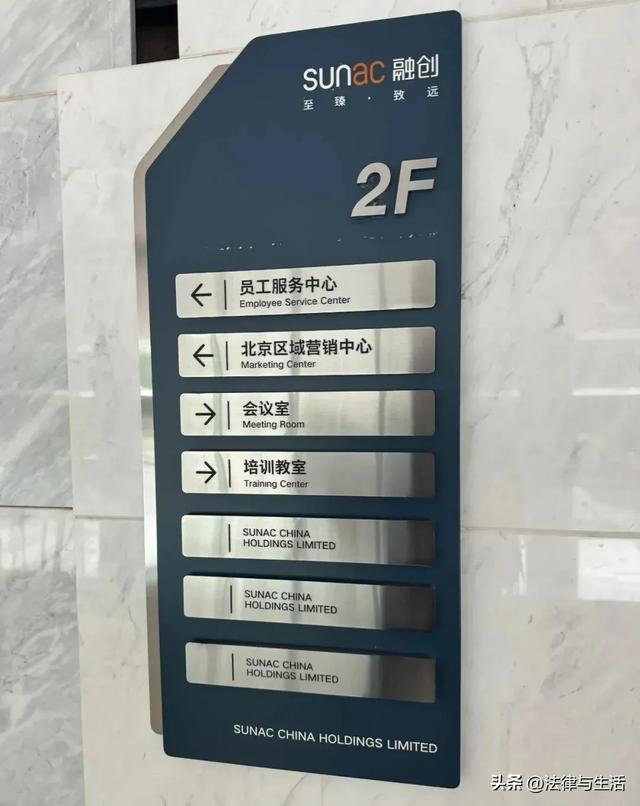 sunac 融创
至臻·致远
2F
← 员工服务中心
Employee Service Center
← 北京区域营销中心
Marketing Center
→ 会议室
Meeting Room
→ 培训教室
Training Center
SUNAC CHINA
HOLDINGS LIMITED
SUNAC CHINA
HOLDINGS LIMITED
SUNAC CHINA
HOLDINGS LIMITED
SUNAC CHINA HOLDINGS LIMITED
头条 @法律与生活